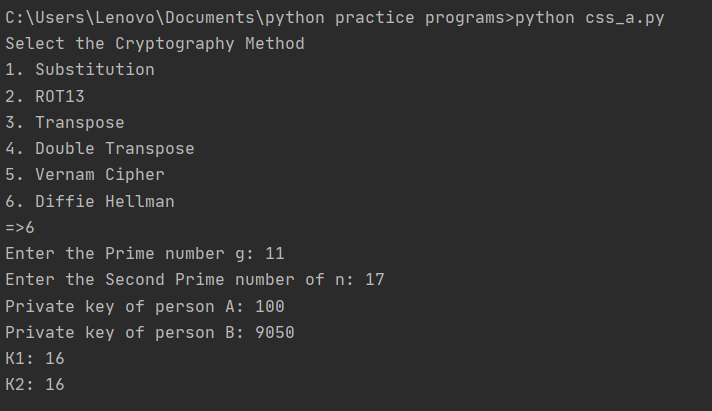 C:\Users\Lenovo\Documents\python practice programs>python css_a.py
Select the Cryptography Method
1. Substitution
2. ROT13
3. Transpose
4. Double Transpose
5. Vernam Cipher
6. Diffie Hellman
=>6
Enter the Prime number g: 11
Enter the Second Prime number of n: 17
Private key of person A: 100
Private key of person B: 9050
K1: 16
K2: 16